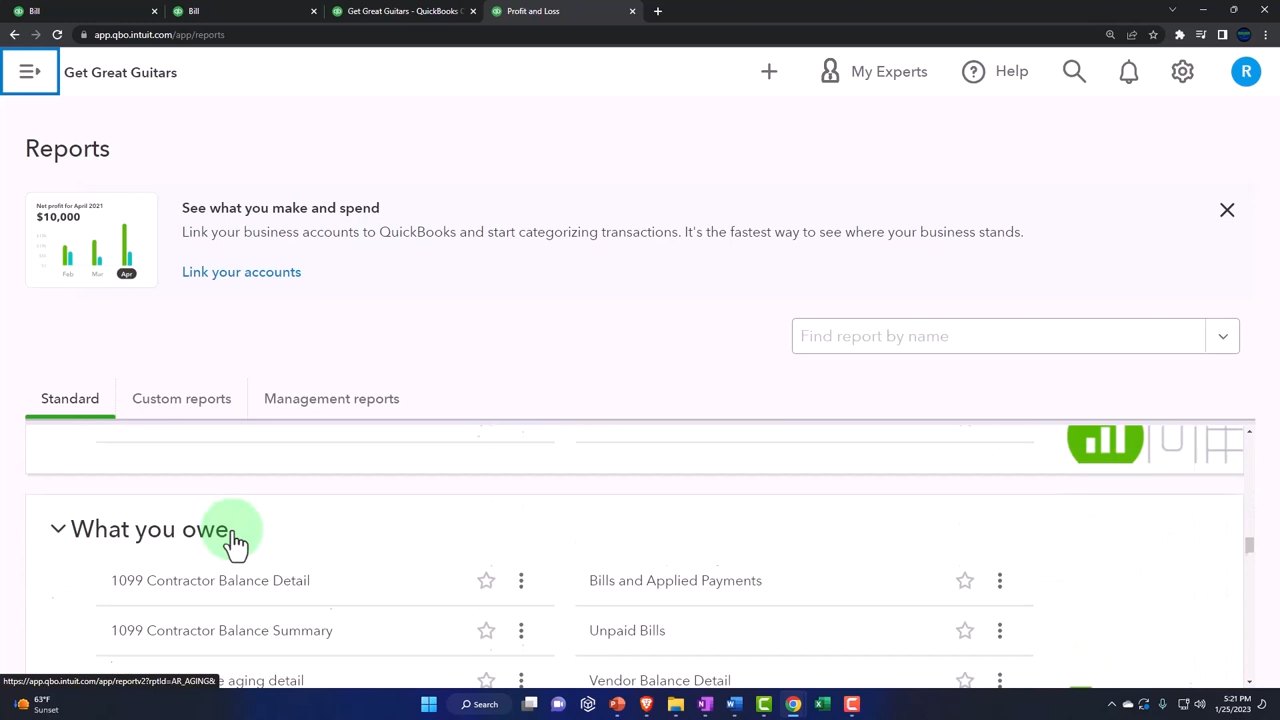 Bill
Bill
Get Great Guitars - QuickBooks O
Profit and Loss
app.qbo.intuit.com/app/reports
Get Great Guitars
My Experts
Help
R
Reports
Net profit for April 2021
$10,000
Feb
Mar
Apr
See what you make and spend
Link your business accounts to QuickBooks and start categorizing transactions. It's the fastest way to see where your business stands.
Link your accounts
Find report by name
Standard
Custom reports
Management reports
What you owe
1099 Contractor Balance Detail
Bills and Applied Payments
1099 Contractor Balance Summary
Unpaid Bills
aging detail
Vendor Balance Detail
https://app.qbo.intuit.com/app/reportv2?rptId=AR_AGING&
63°F
Sunset
Search
5:21 PM
1/25/2023